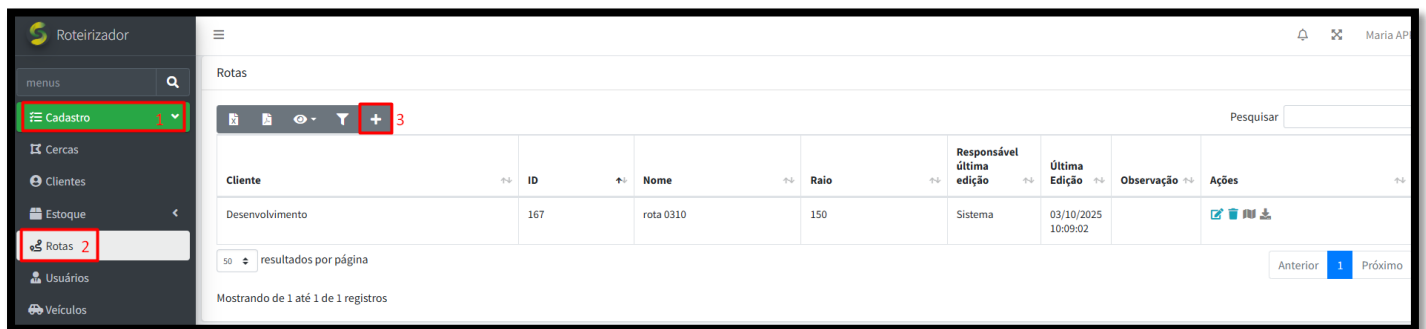 Roteirizador
Maria API
menus
Rotas
Cadastro 1
3
Pesquisar
Cercas
Clientes
Estoque
Rotas 2
Usuários
Veículos
Cliente ID Nome Raio Responsável última edição Última Edição Observação Ações
Desenvolvimento 167 rota 0310 150 Sistema 03/10/2025 10:09:02
50 resultados por página
Anterior 1 Próximo
Mostrando de 1 até 1 de 1 registros